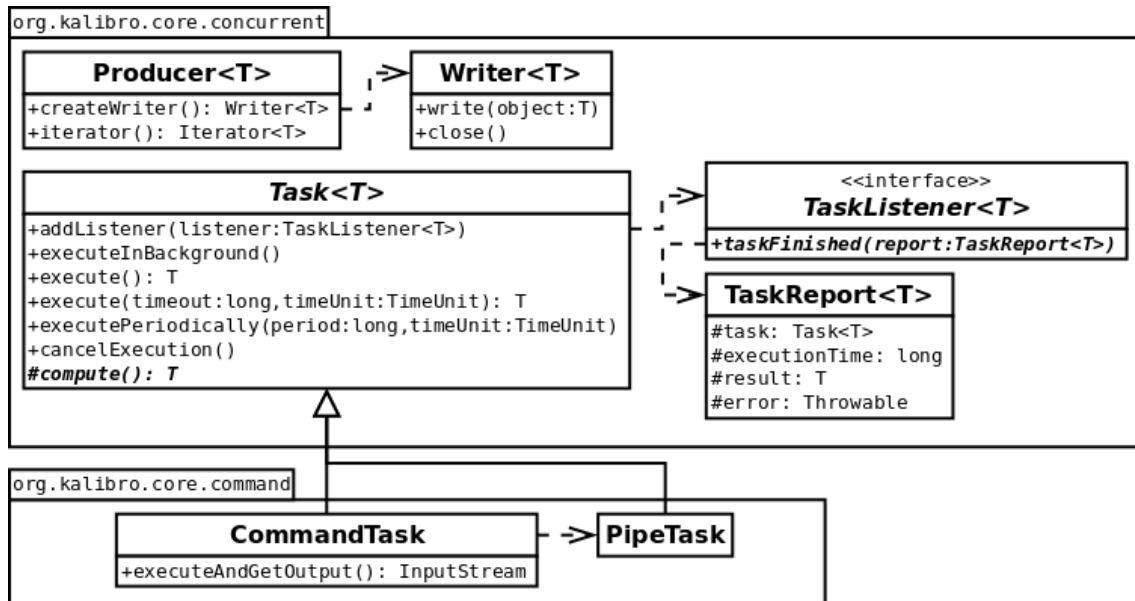 org.kalibro.core.concurrent
Producer<T>
+createWriter(): Writer<T>
+iterator(): Iterator<T>
Writer<T>
+write(object:T)
+close()
Task<T>
+addListener(listener:TaskListener<T>)
+executeInBackground()
+execute(): T
+execute(timeout:long,timeUnit:TimeUnit): T
+executePeriodically(period:long,timeUnit:TimeUnit)
+cancelExecution()
#compute(): T
<<interface>>
TaskListener<T>
+taskFinished(report:TaskReport<T>)
TaskReport<T>
#task: Task<T>
#executionTime: long
#result: T
#error: Throwable
org.kalibro.core.command
CommandTask
+executeAndGetOutput(): InputStream
PipeTask